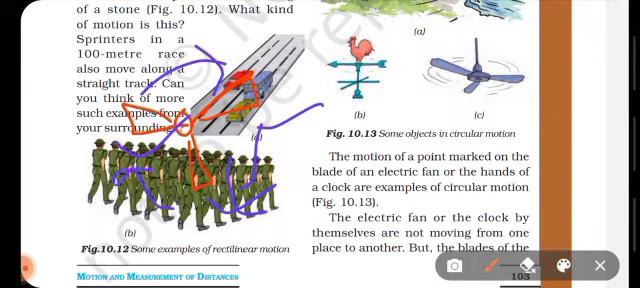 of a stone (Fig. 10.12). What kind
of motion is this?
Sprinters in a
100-metre race
also move along a
straight track. Can
you think of more
such examples from
your surroundings?
(a)
(b)
Fig.10.12 Some examples of rectilinear motion
(a)
(b)
(c)
Fig. 10.13 Some objects in circular motion
The motion of a point marked on the
blade of an electric fan or the hands of
a clock are examples of circular motion
(Fig. 10.13).
The electric fan or the clock by
themselves are not moving from one
place to another. But, the blades of the
MOTION AND MEASUREMENT OF DISTANCES
103